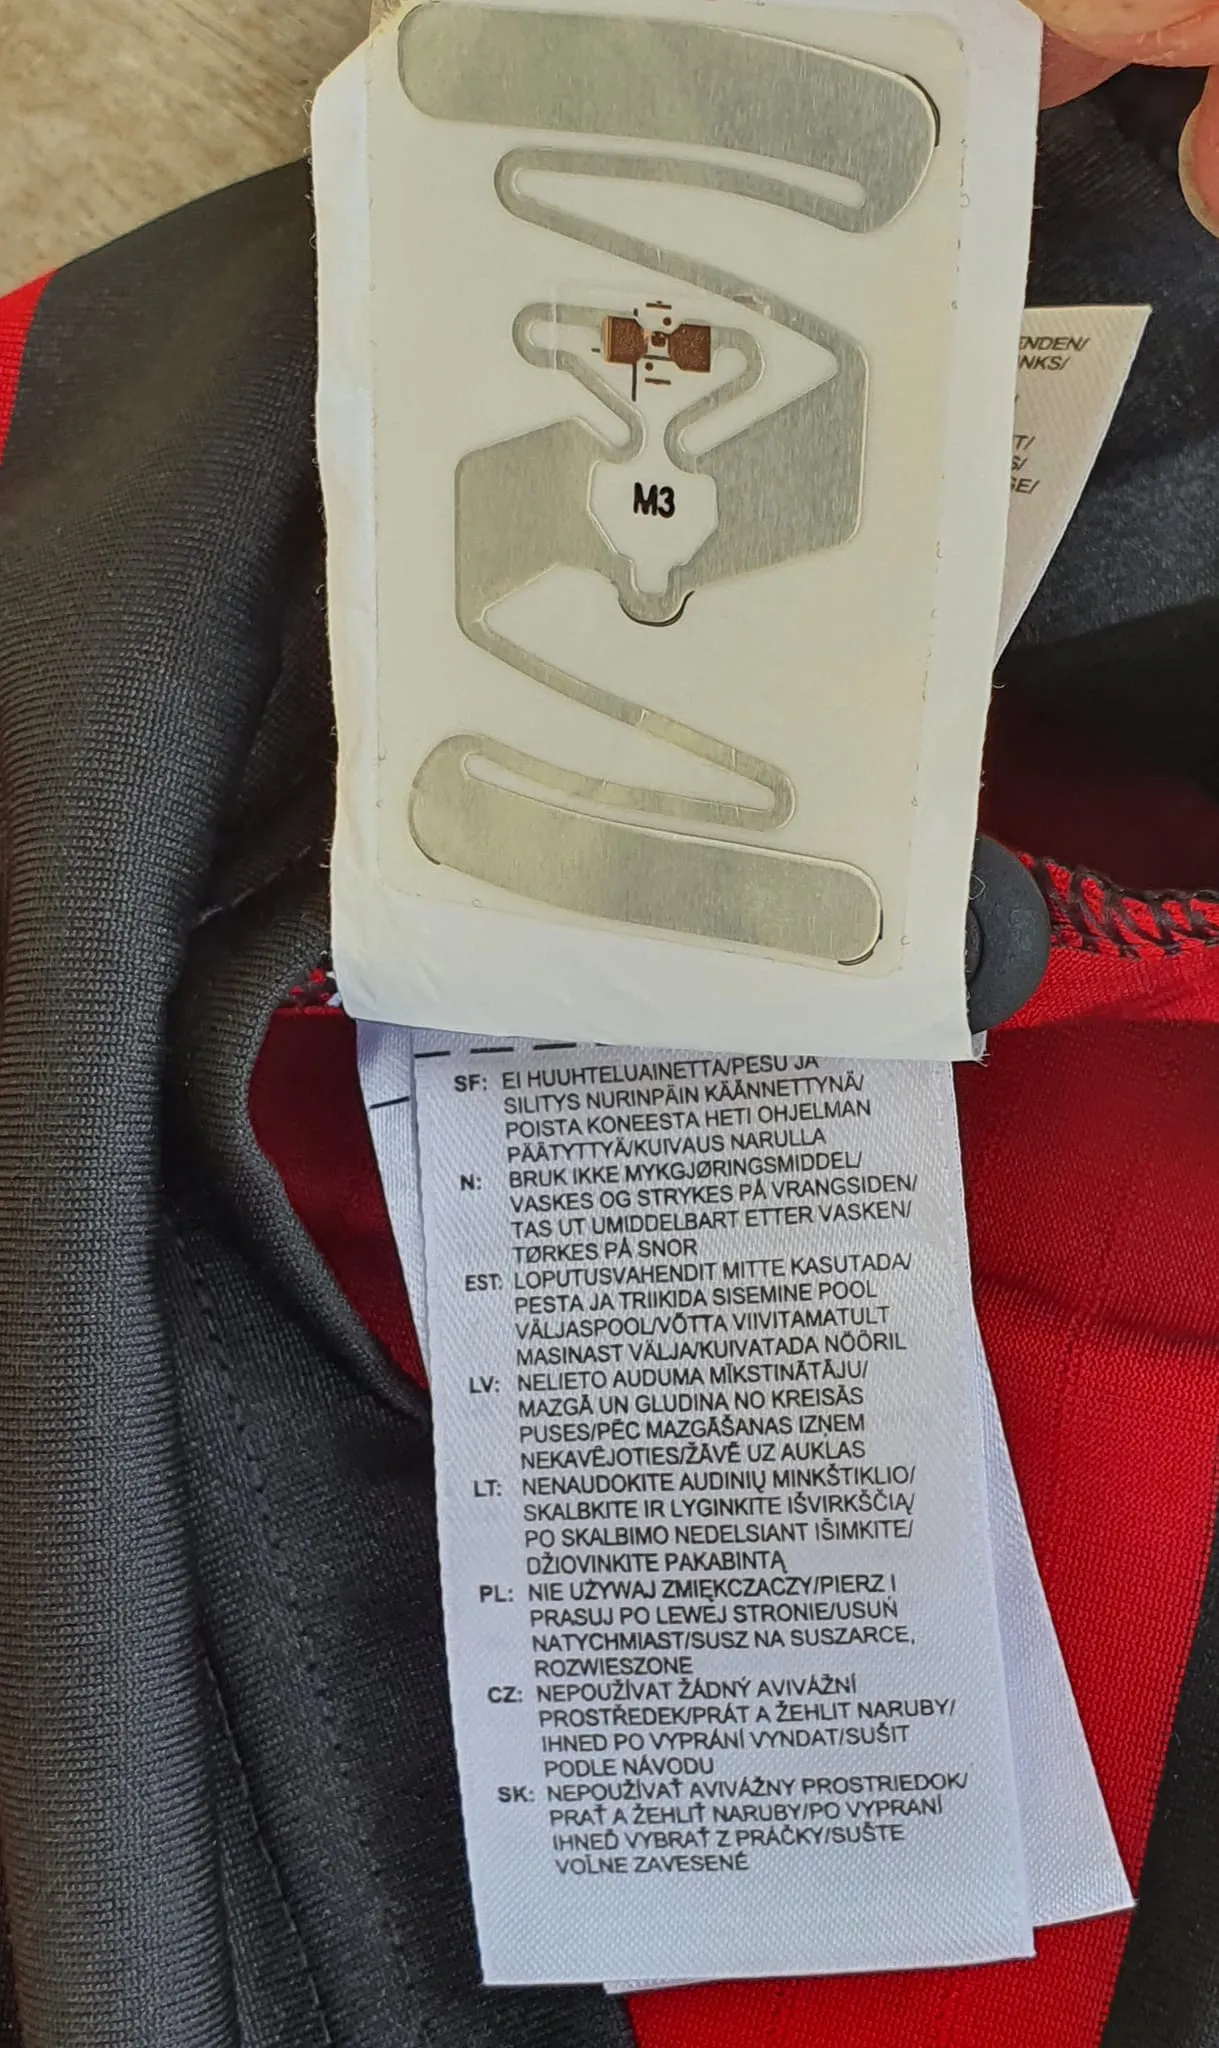 M3
ENDEN/
NKS/
T/
S/
GE/
SF: EI HUUHTELUAINETTA/PESU JA
SILITYS NURINPÄIN KÄÄNNETTYNÄ/
POISTA KONEESTA HETI OHJELMAN
PÄÄTYTTYÄ/KUIVAUS NARULLA
N: BRUK IKKE MYKGJØRINGSMIDDEL/
VASKES OG STRYKES PÅ VRANGSIDEN/
TAS UT UMIDDELBART ETTER VASKEN/
TØRKES PÅ SNOR
EST: LOPUTUSVAHENDIT MITTE KASUTADA/
PESTA JA TRIIKIDA SISEMINE POOL
VÄLJASPOOL/VÕTTA VIIVITAMATULT
MASINAST VÄLJA/KUIVATADA NÖÖRIL
LV: NELIETO AUDUMA MĪKSTINĀTĀJU/
MAZGĀ UN GLUDINA NO KREISĀS
PUSES/PĒC MAZGĀŠANAS IZŅEM
NEKAVĒJOTIES/ŽĀVĒ UZ AUKLAS
LT: NENAUDOKITE AUDINIŲ MINKŠTIKLIO/
SKALBKITE IR LYGINKITE IŠVIRKŠČIĄ/
PO SKALBIMO NEDELSIANT IŠIMKITE/
DŽIOVINKITE PAKABINTĄ
PL: NIE UŻYWAJ ZMIĘKCZACZY/PIERZ I
PRASUJ PO LEWEJ STRONIE/USUŃ
NATYCHMIAST/SUSZ NA SUSZARCE,
ROZWIESZONE
CZ: NEPOUŽÍVAT ŽÁDNÝ AVIVÁŽNÍ
PROSTŘEDEK/PRÁT A ŽEHLIT NARUBY/
IHNED PO VYPRÁNÍ VYNDAT/SUŠIT
PODLE NÁVODU
SK: NEPOUŽÍVAŤ AVIVÁŽNY PROSTRIEDOK/
PRAŤ A ŽEHLIŤ NARUBY/PO VYPRANÍ
IHNEĎ VYBRAŤ Z PRÁČKY/SUŠTE
VOĽNE ZAVESENÉ